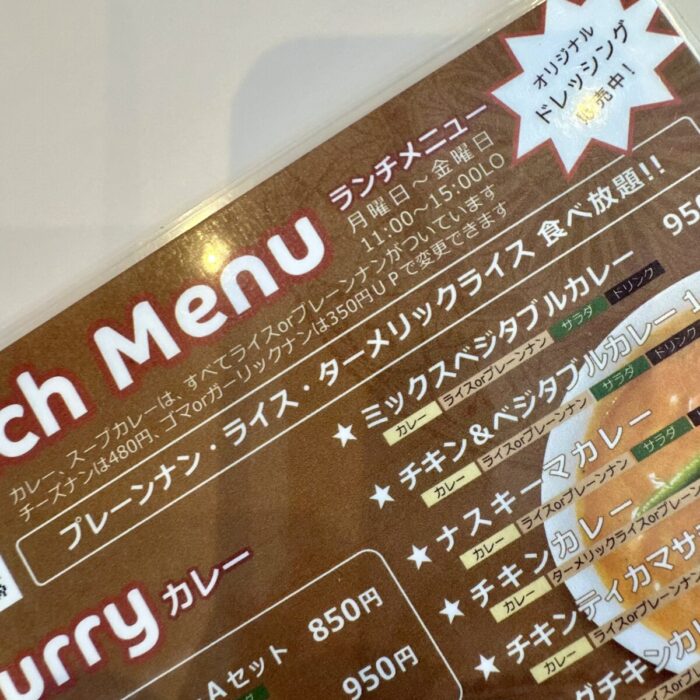 オリジナル
ドレッシング
売中!
ch Menu ランチメニュー
月曜日~金曜日
11:00~15:00LO
カレー、スープカレーは、すべてライスorプレーンナンがついています
チーズナンは480円、ゴマorガーリックナンは350円UPで変更できます
プレーンナン・ライス・ターメリックライス 食べ放題!!
urry カレー
Aセット 850円
950円
95
★ミックスベジタブルカレー
カレー ライスorプレーンナン サラダ ドリンク
★チキン&ベジタブルカレー
カレー ライスorプレーンナン サラダ ドリンク
★ナスキーマカレー
カレー ライスorプレーンナン サラダ
★チキンカレー
カレー ターメリックライスorプレーンナン
★チキンティカマサラ
カレー ライスorプレーンナン
チキンカレ